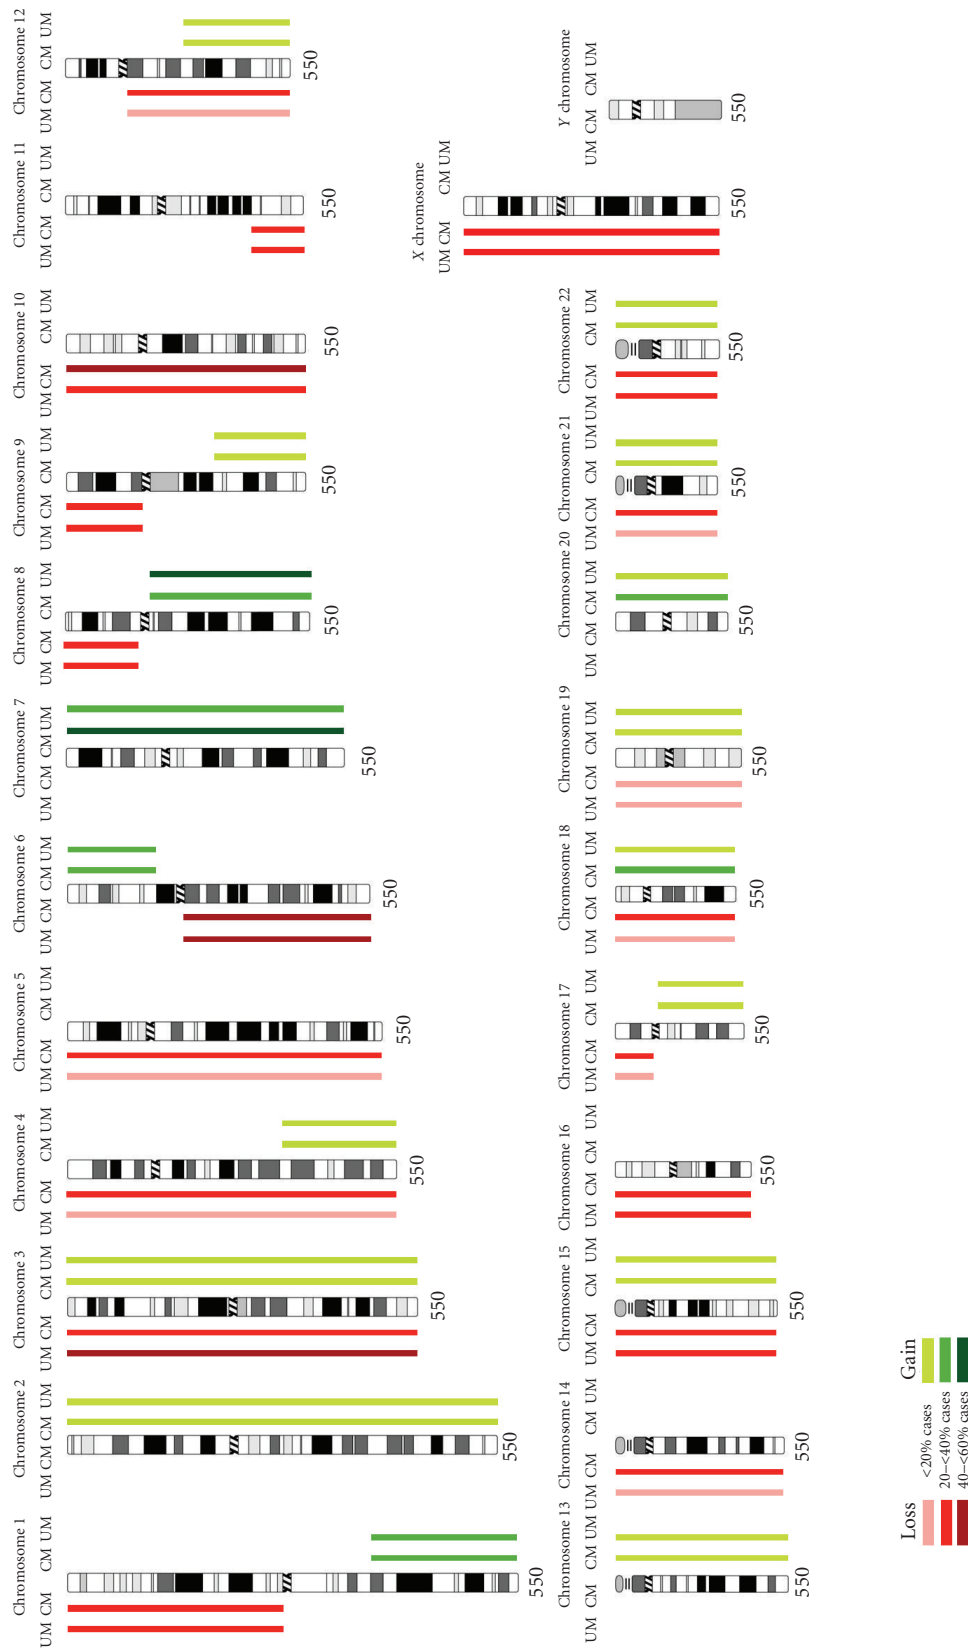 Chromosome 1
UM CM CM UM
550
Chromosome 2
UM CM CM UM
550
Chromosome 3
UM CM CM UM
550
Chromosome 4
UM CM CM UM
550
Chromosome 5
UM CM CM UM
550
Chromosome 6
UM CM CM UM
550
Chromosome 7
UM CM CM UM
550
Chromosome 8
UM CM CM UM
550
Chromosome 9
UM CM CM UM
550
Chromosome 10
UM CM CM UM
550
Chromosome 11
UM CM CM UM
550
Chromosome 12
UM CM CM UM
550
Chromosome 13
UM CM CM UM
550
Chromosome 14
UM CM CM UM
550
Chromosome 15
UM CM CM UM
550
Chromosome 16
UM CM CM UM
550
Chromosome 17
UM CM CM UM
550
Chromosome 18
UM CM CM UM
550
Chromosome 19
UM CM CM UM
550
Chromosome 20
UM CM CM UM
550
Chromosome 21
UM CM CM UM
550
Chromosome 22
UM CM CM UM
550
X chromosome
UM CM CM UM
550
Y chromosome
UM CM CM UM
550
Loss Gain
<20% cases
20–<40% cases
40–<60% cases